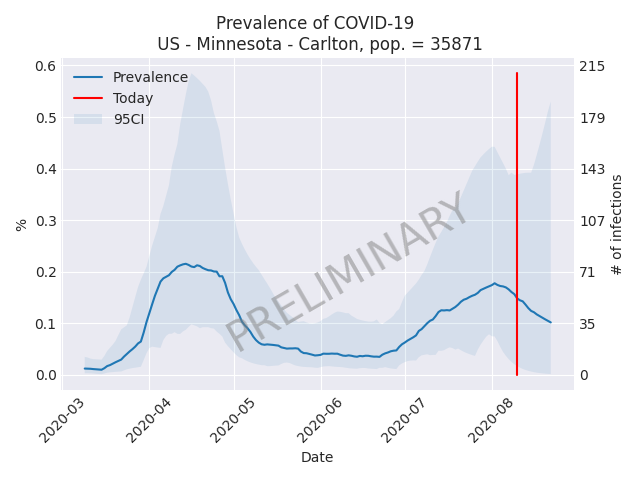 Prevalence of COVID-19
US - Minnesota - Carlton, pop. = 35871
Prevalence
Today
95CI
PRELIMINARY
0.6
0.5
0.4
0.3
0.2
0.1
0.0
%
215
179
143
107
71
35
0
# of infections
2020-03
2020-04
2020-05
2020-06
2020-07
2020-08
Date